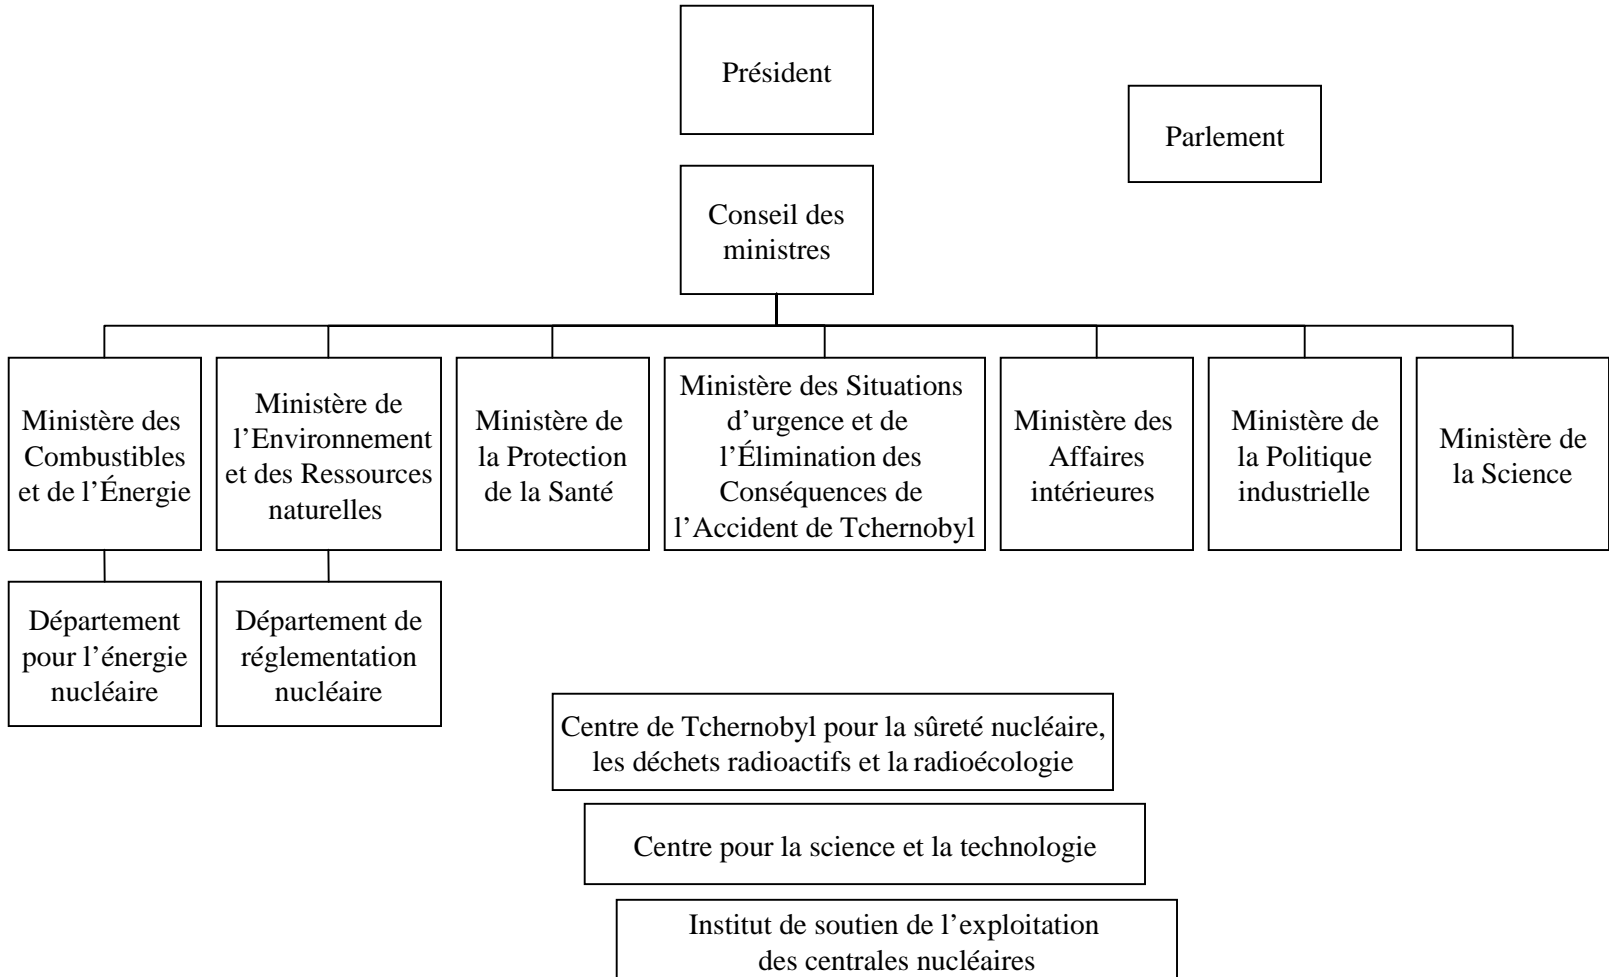 Président
Parlement
Conseil des
ministres
Ministère des
Combustibles
et de l’Énergie
Ministère de
l’Environnement
et des Ressources
naturelles
Ministère de
la Protection
de la Santé
Ministère des Situations
d’urgence et de
l’Élimination des
Conséquences de
l’Accident de Tchernobyl
Ministère des
Affaires
intérieures
Ministère de
la Politique
industrielle
Ministère de
la Science
Département
pour l’énergie
nucléaire
Département de
réglementation
nucléaire
Centre de Tchernobyl pour la sûreté nucléaire,
les déchets radioactifs et la radioécologie
Centre pour la science et la technologie
Institut de soutien de l’exploitation
des centrales nucléaires